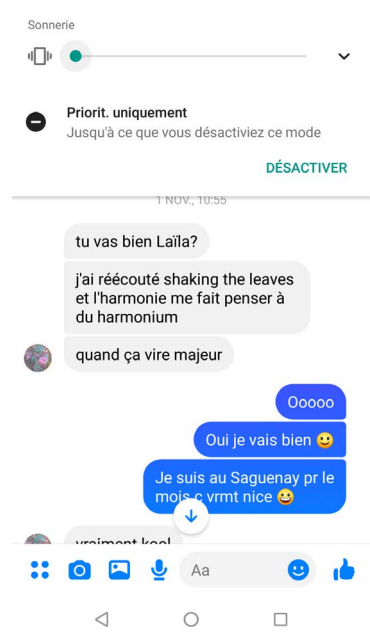 Sonnerie
Priorit. uniquement
Jusqu'à ce que vous désactiviez ce mode
DÉSACTIVER
1 NOV., 10:55
tu vas bien Laïla?
j'ai réécouté shaking the leaves
et l'harmonie me fait penser à
du harmonium
quand ça vire majeur
Ooooo
Oui je vais bien 🙂
Je suis au Saguenay pr le
mois c vrmt nice 😀
vraiment kool
Aa